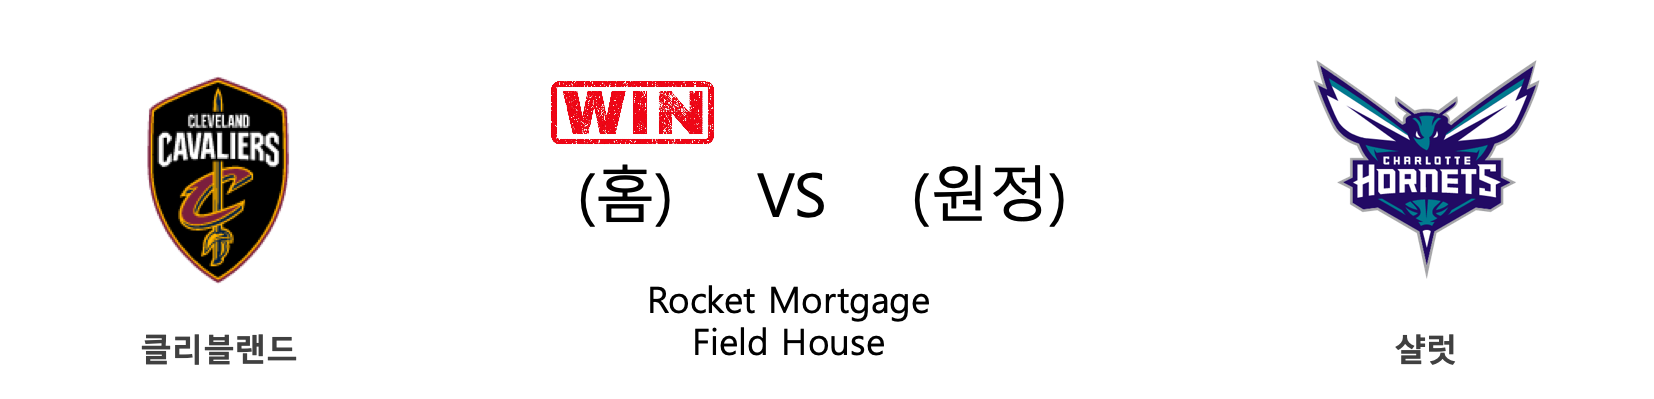 WIN
CLEVELAND
CAVALIERS
CHARLOTTE
HORNETS
(홈) VS (원정)
Rocket Mortgage
Field House
클리블랜드
샬럿